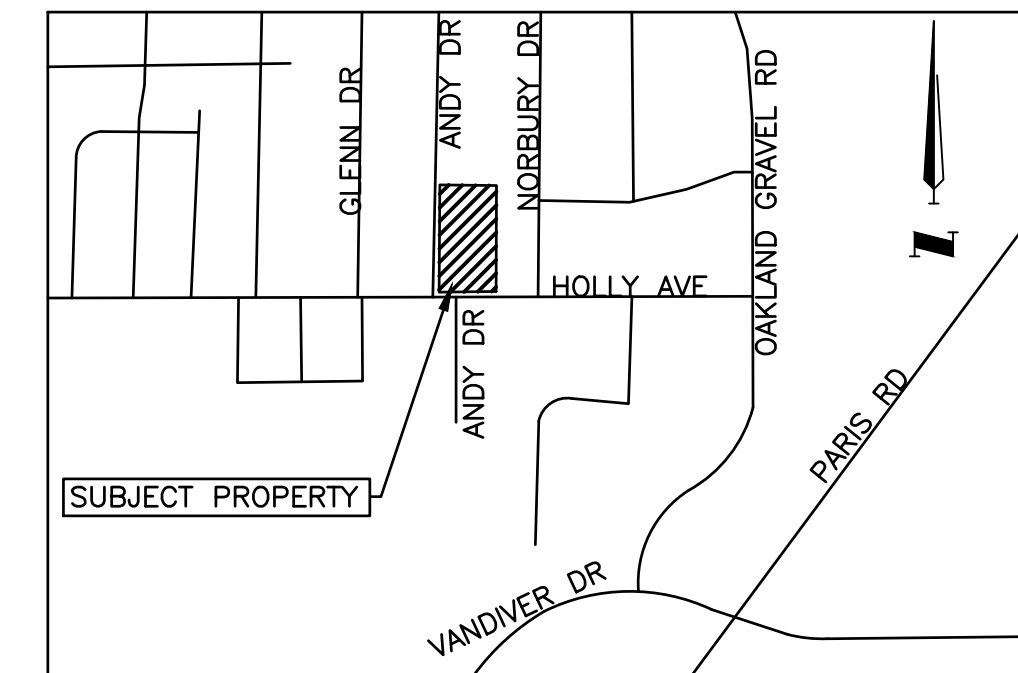 GLENN DR
ANDY DR
NORBURY DR
OAKLAND GRAVEL RD
HOLLY AVE
ANDY DR
PARIS RD
SUBJECT PROPERTY
VANDIVER DR
N